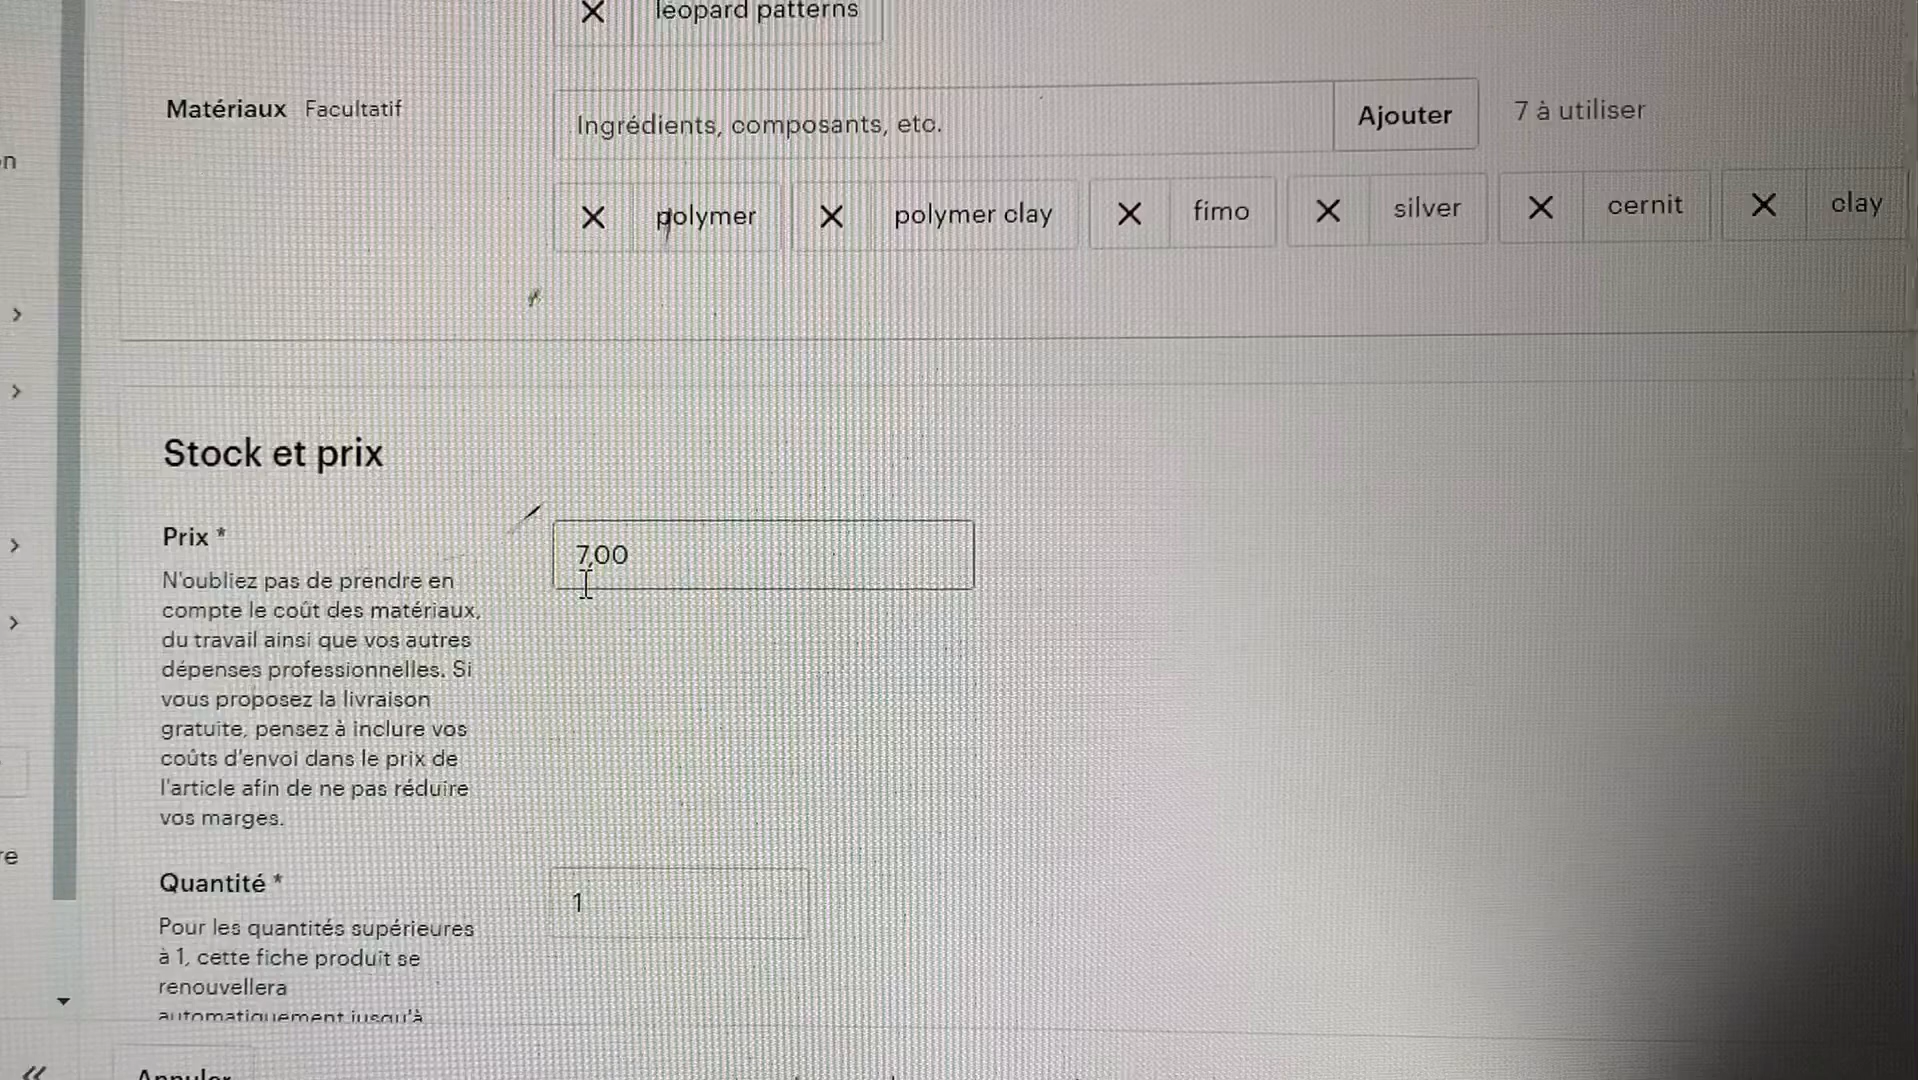 leopard patterns
Matériaux Facultatif
Ingrédients, composants, etc.
Ajouter
7 à utiliser
polymer
polymer clay
fimo
silver
cernit
clay
Stock et prix
Prix *
7,00
N'oubliez pas de prendre en
compte le coût des matériaux,
du travail ainsi que vos autres
dépenses professionnelles. Si
vous proposez la livraison
gratuite, pensez à inclure vos
coûts d'envoi dans le prix de
l'article afin de ne pas réduire
vos marges.
Quantité *
1
Pour les quantités supérieures
à 1, cette fiche produit se
renouvellera
automatiquement jusqu'à
Annuler